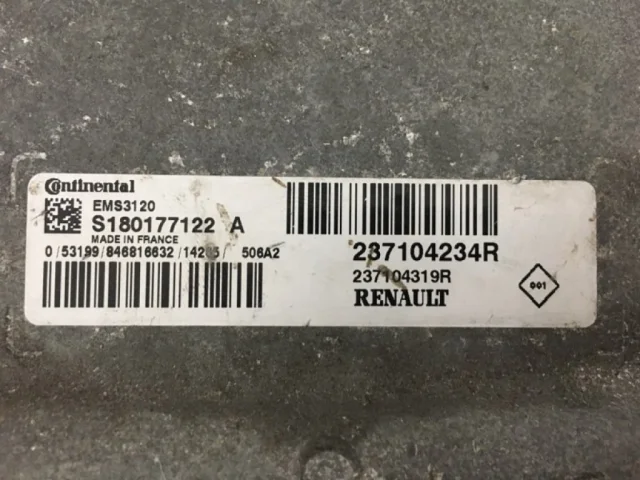 Continental
EMS3120
S180177122 A
MADE IN FRANCE
0/53199/846816632/14205/ 506A2
237104234R
237104319R
RENAULT
001